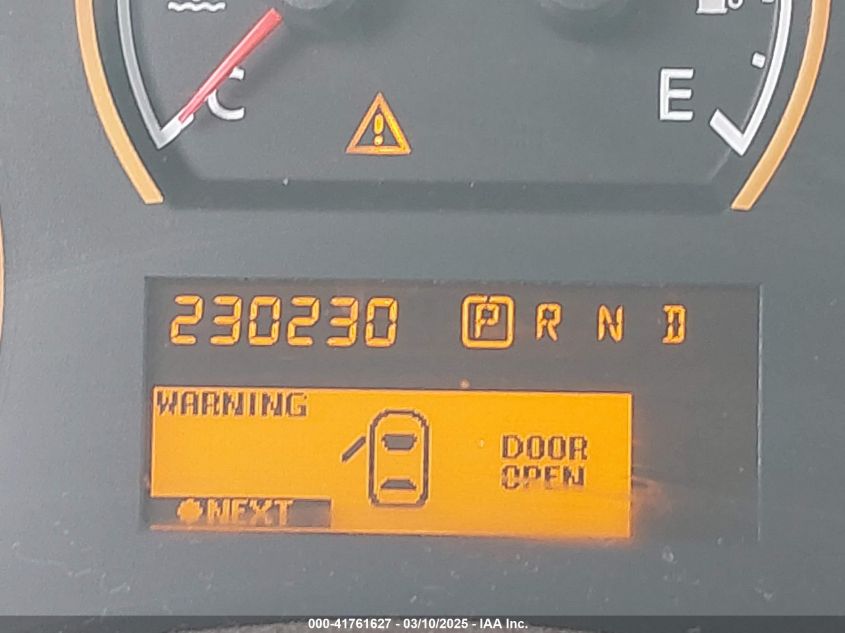 C
E
230230 P R N D
WARNING
DOOR
OPEN
NEXT
000-41761627 - 03/10/2025 - IAA Inc.